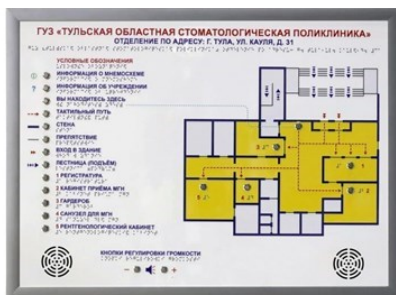 ГУЗ «ТУЛЬСКАЯ ОБЛАСТНАЯ СТОМАТОЛОГИЧЕСКАЯ ПОЛИКЛИНИКА»
ОТДЕЛЕНИЕ ПО АДРЕСУ: Г. ТУЛА, УЛ. КАУЛЯ, Д. 31
УСЛОВНЫЕ ОБОЗНАЧЕНИЯ
ИНФОРМАЦИЯ О МНЕМОСХЕМЕ
? ИНФОРМАЦИЯ ОБ УЧРЕЖДЕНИИ
ВЫ НАХОДИТЕСЬ ЗДЕСЬ
ТАКТИЛЬНЫЙ ПУТЬ
СТЕНА
ПРЕПЯТСТВИЕ
ВХОД В ЗДАНИЕ
ЛЕСТНИЦА (ПОДЪЁМ)
1 РЕГИСТРАТУРА
2 КАБИНЕТ ПРИЁМА МГН
3 ГАРДЕРОБ
4 САНУЗЕЛ ДЛЯ МГН
5 РЕНТГЕНОЛОГИЧЕСКИЙ КАБИНЕТ
КНОПКИ РЕГУЛИРОВКИ ГРОМКОСТИ
- +